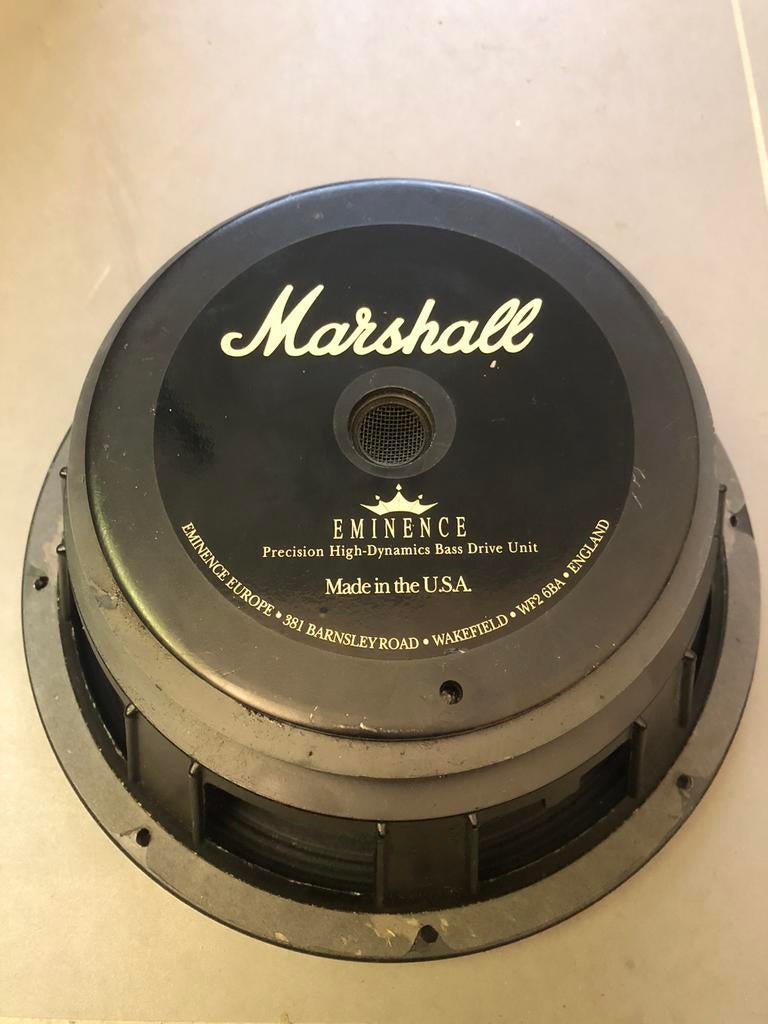 Marshall
EMINENCE
Precision High-Dynamics Bass Drive Unit
Made in the U.S.A.
EMINENCE EUROPE • 381 BARNSLEY ROAD • WAKEFIELD • WF2 6BA • ENGLAND